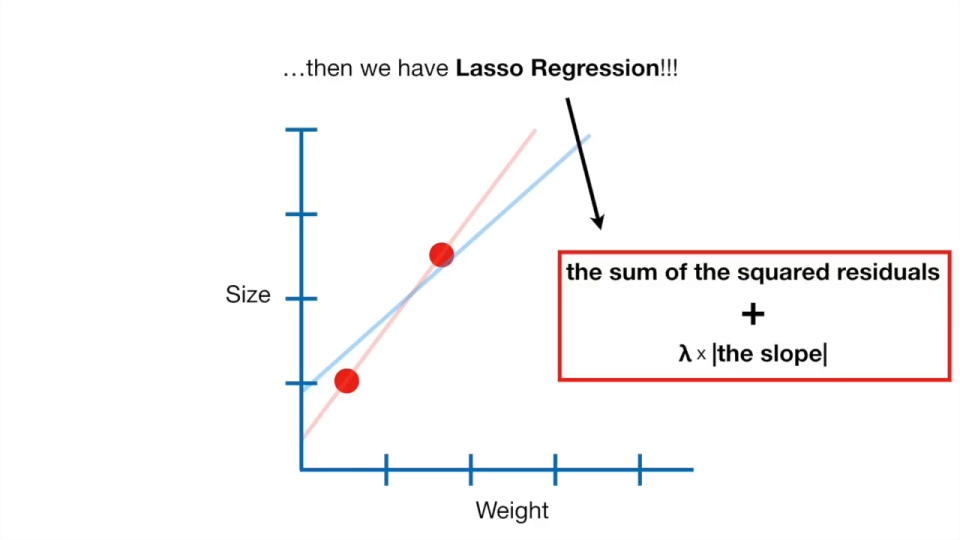 …then we have Lasso Regression!!!
the sum of the squared residuals
+
λ x |the slope|
Size
Weight